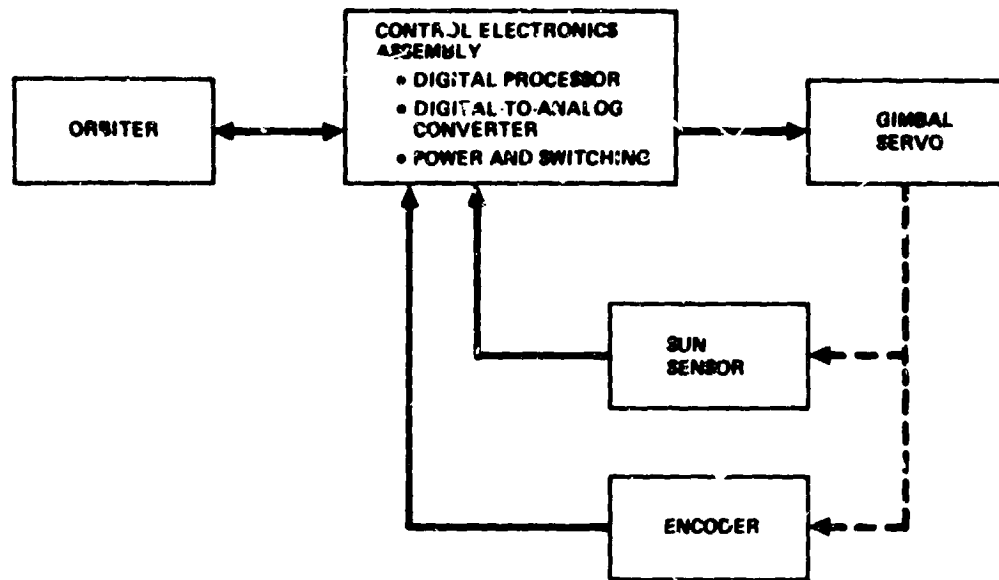 CONTROL ELECTRONICS
ASSEMBLY
• DIGITAL PROCESSOR
• DIGITAL-TO-ANALOG
CONVERTER
• POWER AND SWITCHING
ORBITER
GIMBAL
SERVO
SUN
SENSOR
ENCODER